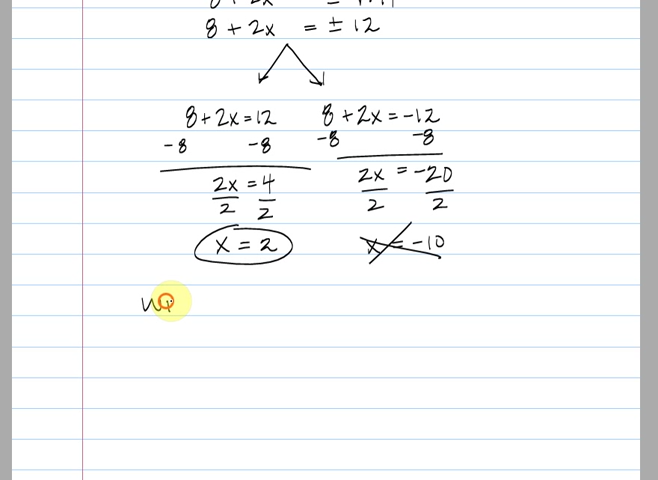 8 + 2x = ± 12
8 + 2x = 12 8 + 2x = -12
-8 -8 -8 -8
2x = 4 2x = -20
2 2 2 2
x = 2 x = -10